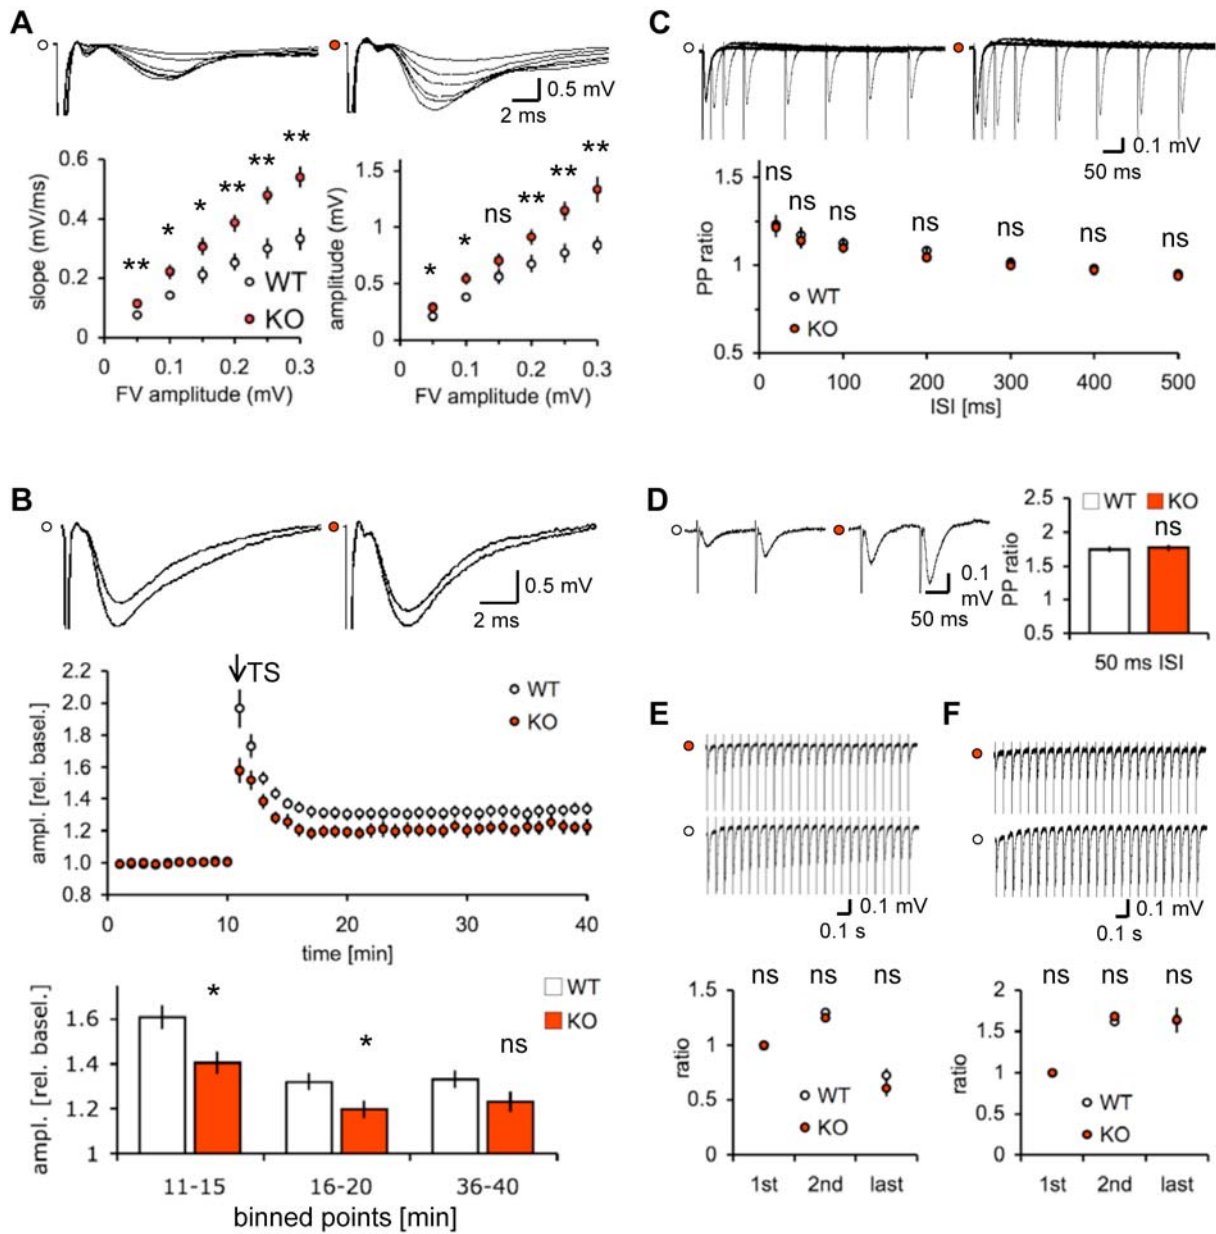 A
0.5 mV
2 ms
** * * ** ** **
0.6
0.4
0.2
0
slope (mV/ms)
WT
KO
0 0.1 0.2 0.3
FV amplitude (mV)
* * ns ** ** **
1.5
1
0.5
0
amplitude (mV)
0 0.1 0.2 0.3
FV amplitude (mV)
B
0.5 mV
2 ms
TS
WT
KO
2.2
2.0
1.8
1.6
1.4
1.2
1.0
0.8
ampl. [rel. basel.]
0 10 20 30 40
time [min]
* * ns
WT
KO
1.6
1.4
1.2
1
ampl. [rel. basel.]
11-15 16-20 36-40
binned points [min]
C
0.1 mV
50 ms
ns ns ns ns ns ns ns
1.5
1
0.5
PP ratio
WT
KO
0 100 200 300 400 500
ISI [ms]
D
0.1
mV
50 ms
WT KO
ns
2.5
2
1.5
1
0.5
PP ratio
50 ms ISI
E
0.1 mV
0.1 s
ns ns ns
1.5
1
0.5
0
ratio
WT
KO
1st 2nd last
F
0.1 mV
0.1 s
ns ns ns
2
1.5
1
0.5
0
ratio
WT
KO
1st 2nd last